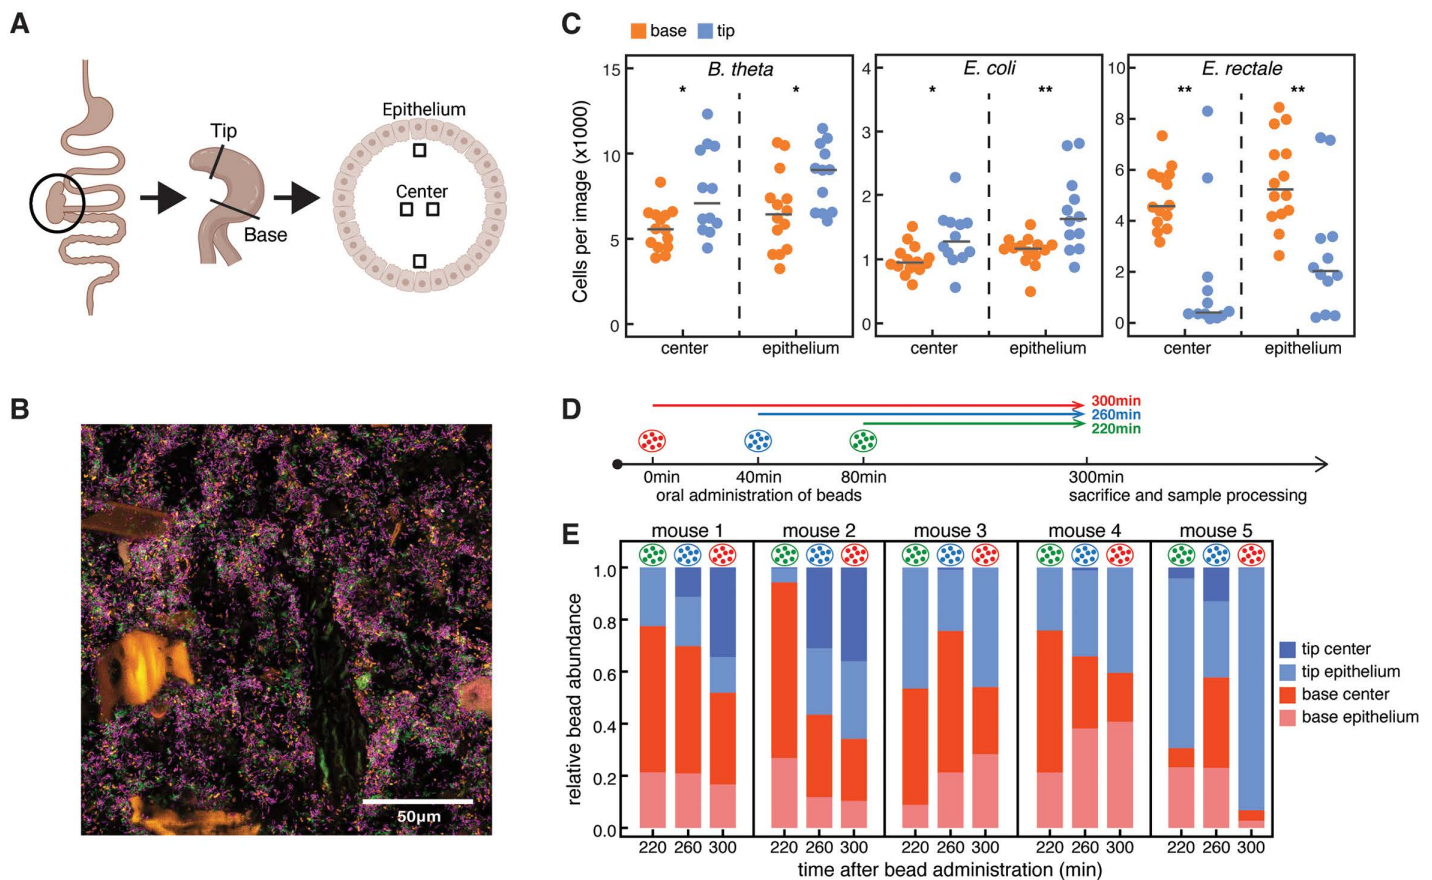 A
Tip
Base
Epithelium
Center
B
50µm
C
base tip
Cells per image (x1000)
B. theta
* *
15
10
5
0
center epithelium
E. coli
* **
4
3
2
1
0
center epithelium
E. rectale
** **
10
8
6
4
2
0
center epithelium
D
300min
260min
220min
0min 40min 80min 300min
oral administration of beads sacrifice and sample processing
E
mouse 1 mouse 2 mouse 3 mouse 4 mouse 5
relative bead abundance
1.0
0.8
0.6
0.4
0.2
0.0
220 260 300 220 260 300 220 260 300 220 260 300 220 260 300
time after bead administration (min)
tip center
tip epithelium
base center
base epithelium